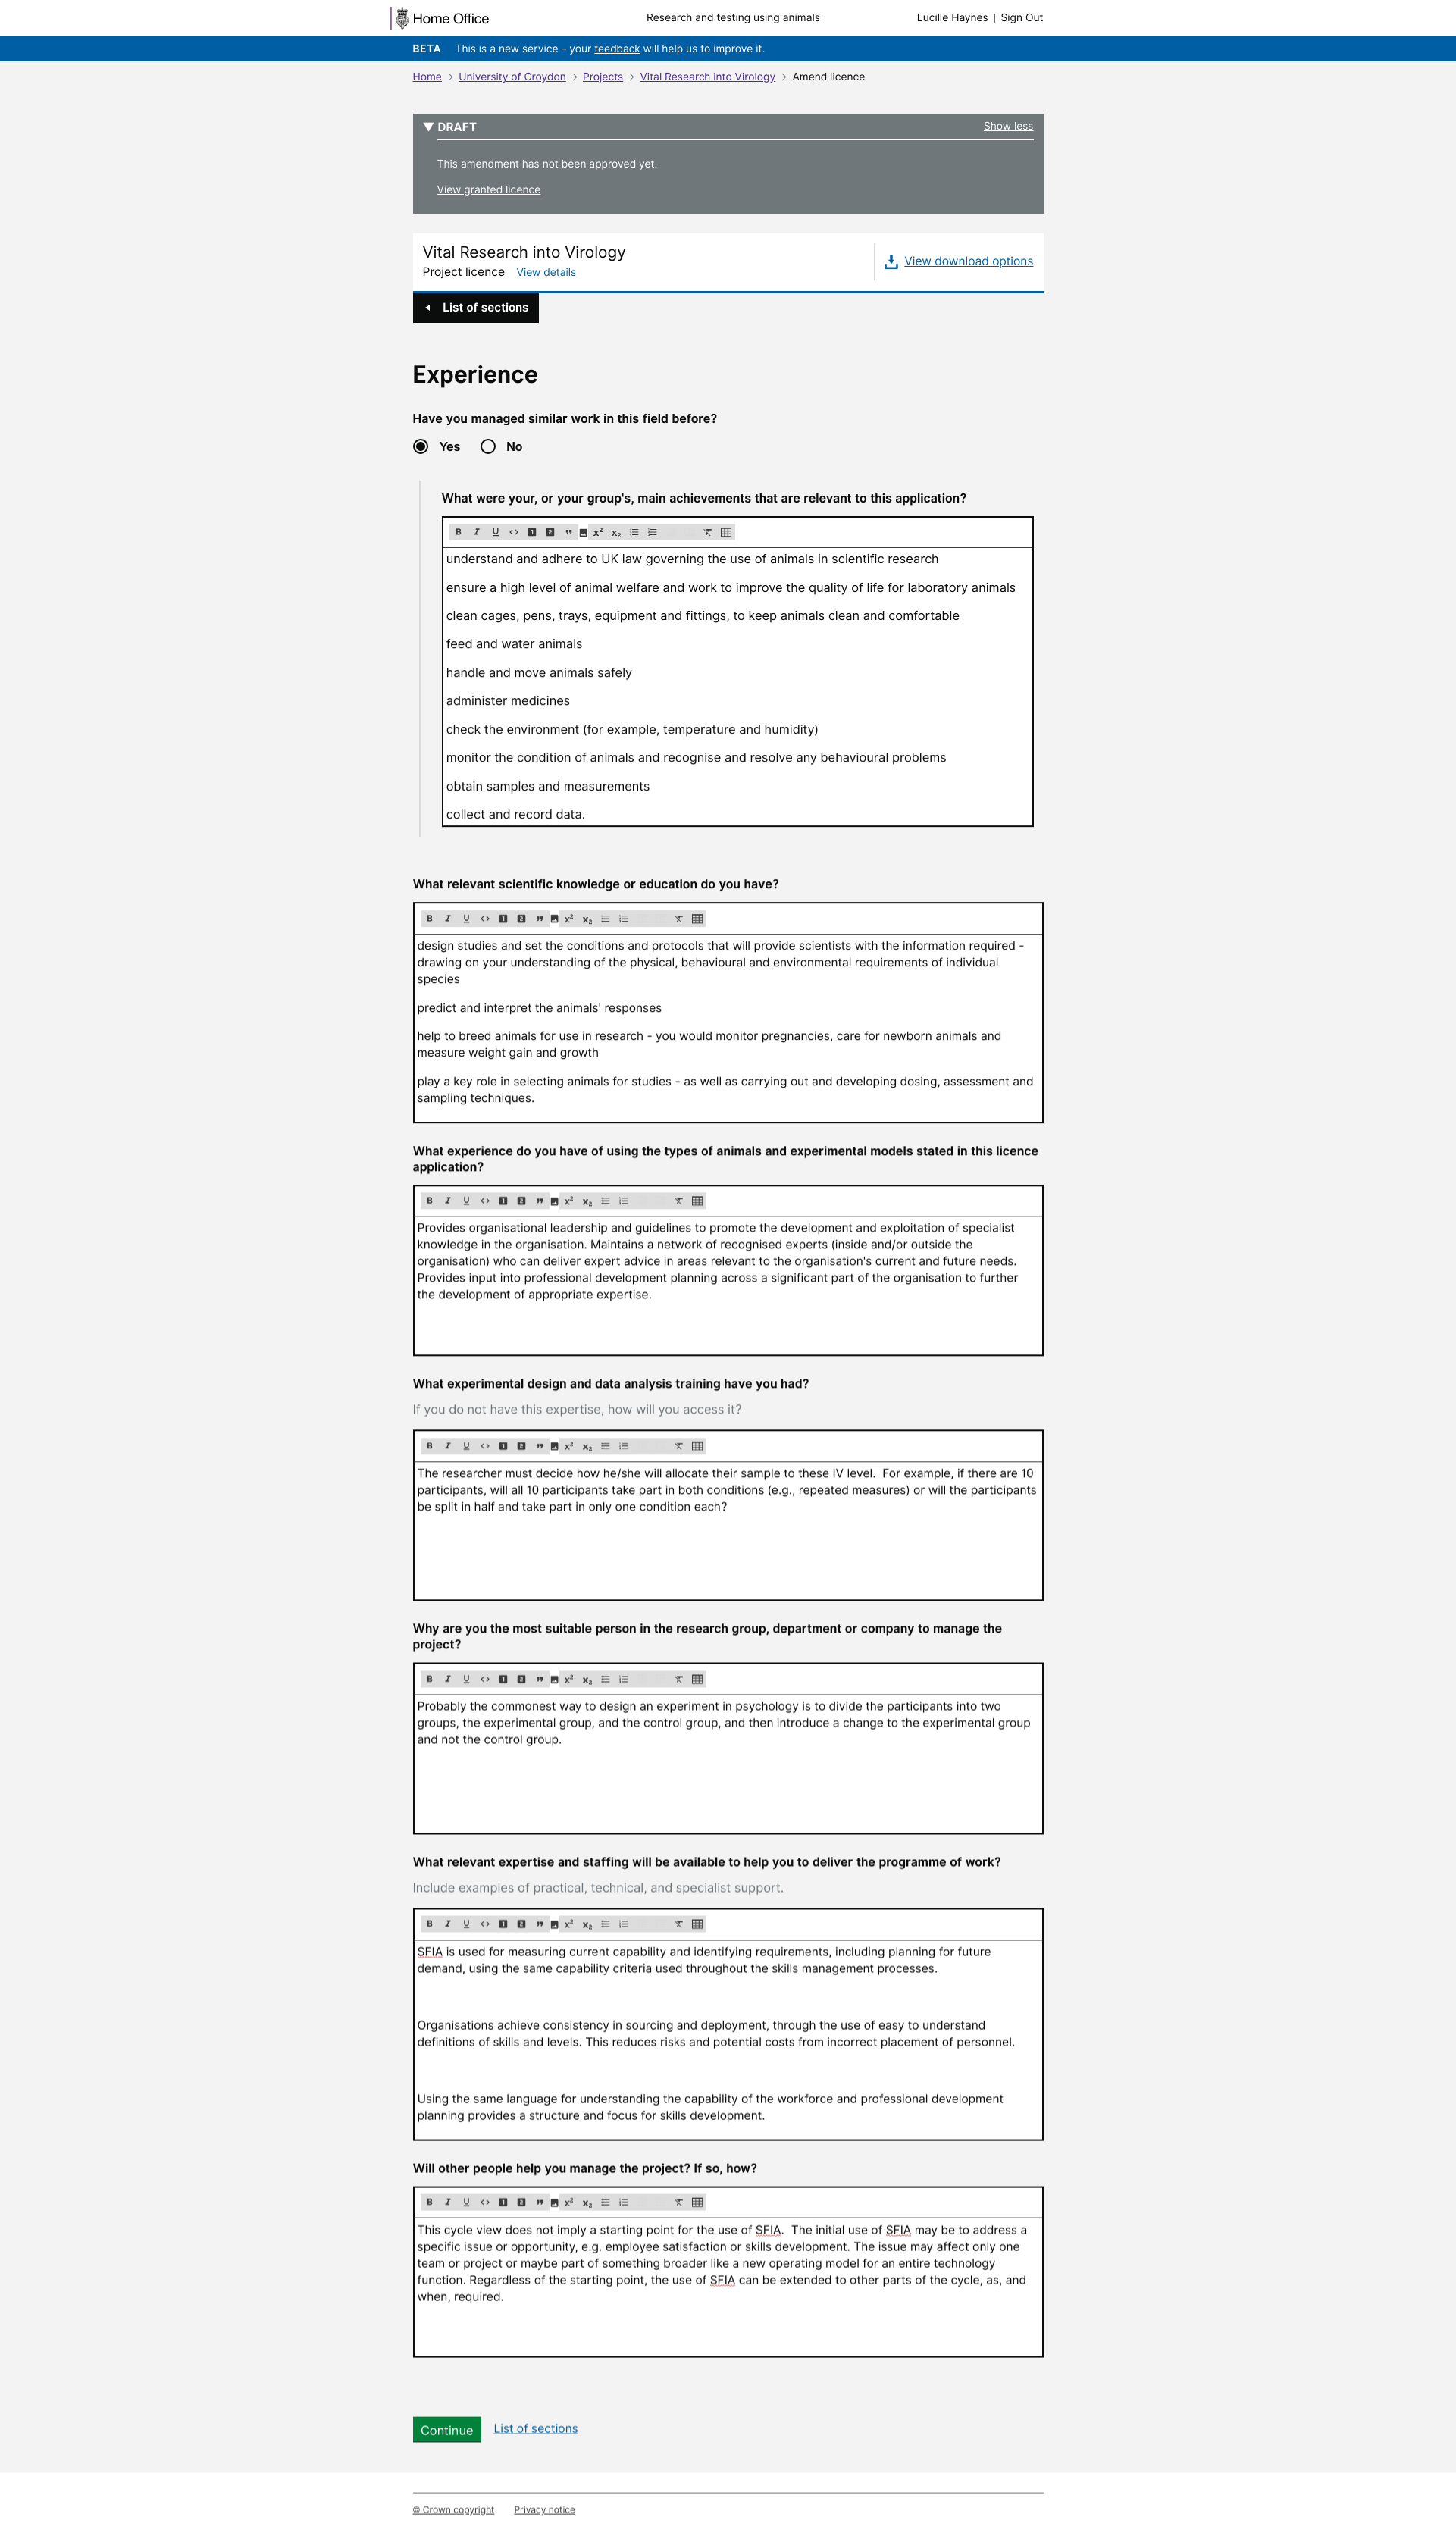 Home Office
Research and testing using animals
Lucille Haynes | Sign Out
BETA This is a new service – your feedback will help us to improve it.
Home > University of Croydon > Projects > Vital Research into Virology > Amend licence
▼ DRAFT
Show less
This amendment has not been approved yet.
View granted licence
Vital Research into Virology
Project licence View details
View download options
List of sections
Experience
Have you managed similar work in this field before?
Yes No
What were your, or your group's, main achievements that are relevant to this application?
understand and adhere to UK law governing the use of animals in scientific research
ensure a high level of animal welfare and work to improve the quality of life for laboratory animals
clean cages, pens, trays, equipment and fittings, to keep animals clean and comfortable
feed and water animals
handle and move animals safely
administer medicines
check the environment (for example, temperature and humidity)
monitor the condition of animals and recognise and resolve any behavioural problems
obtain samples and measurements
collect and record data.
What relevant scientific knowledge or education do you have?
design studies and set the conditions and protocols that will provide scientists with the information required -
drawing on your understanding of the physical, behavioural and environmental requirements of individual
species
predict and interpret the animals' responses
help to breed animals for use in research - you would monitor pregnancies, care for newborn animals and
measure weight gain and growth
play a key role in selecting animals for studies - as well as carrying out and developing dosing, assessment and
sampling techniques.
What experience do you have of using the types of animals and experimental models stated in this licence
application?
Provides organisational leadership and guidelines to promote the development and exploitation of specialist
knowledge in the organisation. Maintains a network of recognised experts (inside and/or outside the
organisation) who can deliver expert advice in areas relevant to the organisation's current and future needs.
Provides input into professional development planning across a significant part of the organisation to further
the development of appropriate expertise.
What experimental design and data analysis training have you had?
If you do not have this expertise, how will you access it?
The researcher must decide how he/she will allocate their sample to these IV level.  For example, if there are 10
participants, will all 10 participants take part in both conditions (e.g., repeated measures) or will the participants
be split in half and take part in only one condition each?
Why are you the most suitable person in the research group, department or company to manage the
project?
Probably the commonest way to design an experiment in psychology is to divide the participants into two
groups, the experimental group, and the control group, and then introduce a change to the experimental group
and not the control group.
What relevant expertise and staffing will be available to help you to deliver the programme of work?
Include examples of practical, technical, and specialist support.
SFIA is used for measuring current capability and identifying requirements, including planning for future
demand, using the same capability criteria used throughout the skills management processes.
Organisations achieve consistency in sourcing and deployment, through the use of easy to understand
definitions of skills and levels. This reduces risks and potential costs from incorrect placement of personnel.
Using the same language for understanding the capability of the workforce and professional development
planning provides a structure and focus for skills development.
Will other people help you manage the project? If so, how?
This cycle view does not imply a starting point for the use of SFIA.  The initial use of SFIA may be to address a
specific issue or opportunity, e.g. employee satisfaction or skills development. The issue may affect only one
team or project or maybe part of something broader like a new operating model for an entire technology
function. Regardless of the starting point, the use of SFIA can be extended to other parts of the cycle, as, and
when, required.
Continue
List of sections
© Crown copyright Privacy notice